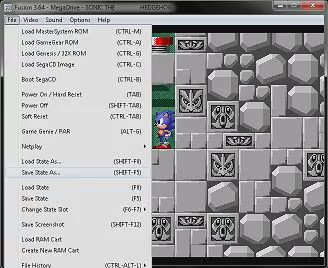 Fusion 3.64 - MegaDrive - SONIC THE HEDGEHOG
File Video Sound Options Help
Load MasterSystem ROM (CTRL-M)
Load GameGear ROM (CTRL-A)
Load Genesis / 32X ROM (CTRL-G)
Load SegaCD Image (CTRL-C)
Boot SegaCD (CTRL-B)
Power On / Hard Reset (TAB)
Power Off (SHIFT-TAB)
Soft Reset (CTRL-TAB)
Game Genie / PAR (ALT-G)
Netplay
Load State As... (SHIFT-F8)
Save State As... (SHIFT-F5)
Load State (F8)
Save State (F5)
Change State Slot (F6-F7)
Save Screenshot (SHIFT-F12)
Load RAM Cart
Create New RAM Cart
File History (CTRL-ALT-1)